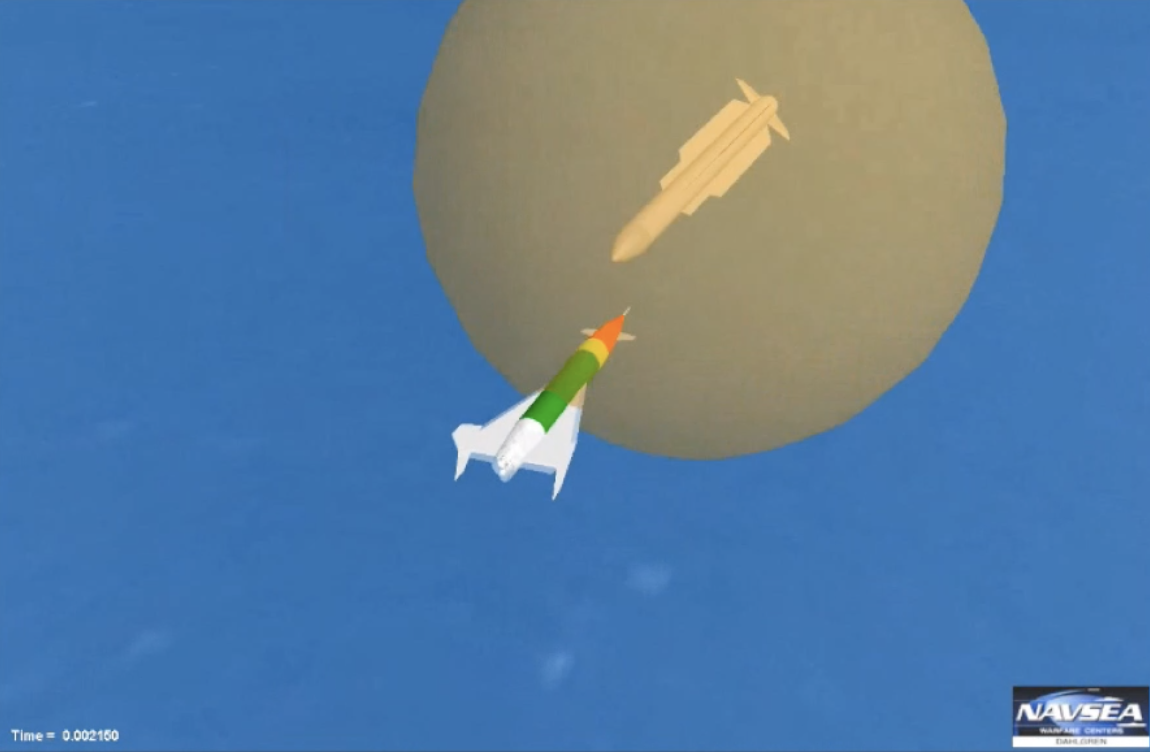 Time = 0.002150
NAVSEA
WARFARE CENTERS
DAHLGREN